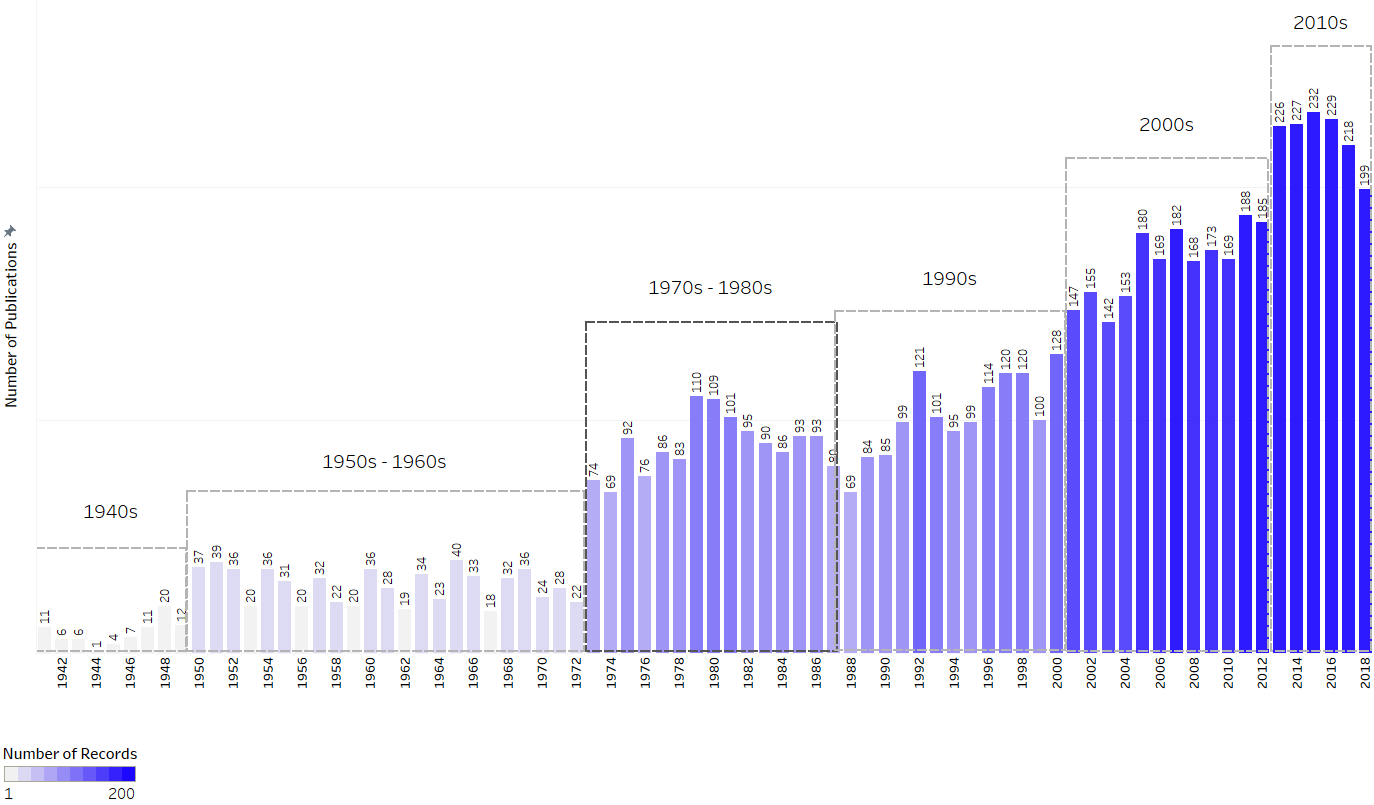 2010s
2000s
1990s
1970s - 1980s
1950s - 1960s
1940s
Number of Publications
11 6 6 1 4 7 11 20 12 37 39 36 20 36 31 20 32 22 20 36 28 19 34 23 40 33 18 32 36 24 28 22 74 69 92 76 86 83 110 109 101 95 90 86 93 93 80 69 84 85 99 121 101 95 99 114 120 120 100 128 147 155 142 153 180 169 182 168 173 169 188 185 226 227 232 229 218 199
1942 1944 1946 1948 1950 1952 1954 1956 1958 1960 1962 1964 1966 1968 1970 1972 1974 1976 1978 1980 1982 1984 1986 1988 1990 1992 1994 1996 1998 2000 2002 2004 2006 2008 2010 2012 2014 2016 2018
Number of Records
1 200